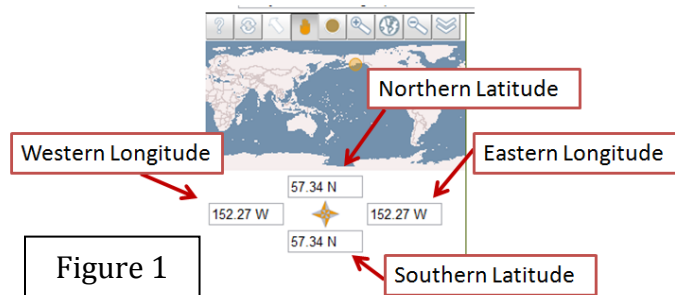 ?
Northern Latitude
Western Longitude
Eastern Longitude
57.34 N
152.27 W
152.27 W
57.34 N
Figure 1
Southern Latitude